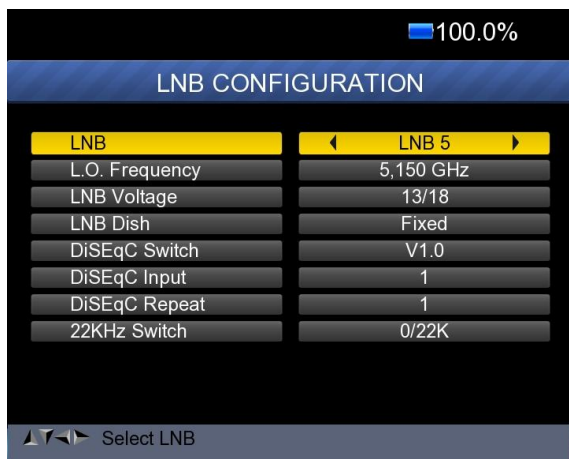 100.0%
LNB CONFIGURATION
LNB LNB 5
L.O. Frequency 5,150 GHz
LNB Voltage 13/18
LNB Dish Fixed
DiSEqC Switch V1.0
DiSEqC Input 1
DiSEqC Repeat 1
22KHz Switch 0/22K
Select LNB